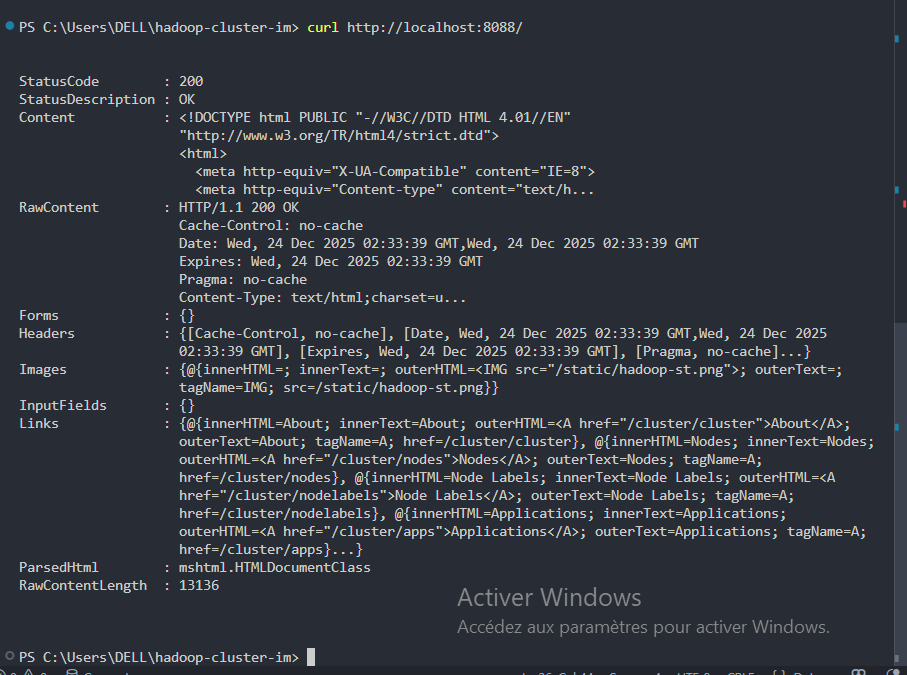 PS C:\Users\DELL\hadoop-cluster-im> curl http://localhost:8088/
StatusCode : 200
StatusDescription : OK
Content : <!DOCTYPE html PUBLIC "-//W3C//DTD HTML 4.01//EN"
"http://www.w3.org/TR/html4/strict.dtd">
<html>
<meta http-equiv="X-UA-Compatible" content="IE=8">
<meta http-equiv="Content-type" content="text/h...
RawContent : HTTP/1.1 200 OK
Cache-Control: no-cache
Date: Wed, 24 Dec 2025 02:33:39 GMT,Wed, 24 Dec 2025 02:33:39 GMT
Expires: Wed, 24 Dec 2025 02:33:39 GMT
Pragma: no-cache
Content-Type: text/html;charset=u...
Forms : {}
Headers : {[Cache-Control, no-cache], [Date, Wed, 24 Dec 2025 02:33:39 GMT,Wed, 24 Dec 2025
02:33:39 GMT], [Expires, Wed, 24 Dec 2025 02:33:39 GMT], [Pragma, no-cache]...}
Images : {@{innerHTML=; innerText=; outerHTML=<IMG src="/static/hadoop-st.png">; outerText=;
tagName=IMG; src=/static/hadoop-st.png}}
InputFields : {}
Links : {@{innerHTML=About; innerText=About; outerHTML=<A href="/cluster/cluster">About</A>;
outerText=About; tagName=A; href=/cluster/cluster}, @{innerHTML=Nodes; innerText=Nodes;
outerHTML=<A href="/cluster/nodes">Nodes</A>; outerText=Nodes; tagName=A;
href=/cluster/nodes}, @{innerHTML=Node Labels; innerText=Node Labels; outerHTML=<A
href="/cluster/nodelabels">Node Labels</A>; outerText=Node Labels; tagName=A;
href=/cluster/nodelabels}, @{innerHTML=Applications; innerText=Applications;
outerHTML=<A href="/cluster/apps">Applications</A>; outerText=Applications; tagName=A;
href=/cluster/apps}...}
ParsedHtml : mshtml.HTMLDocumentClass
RawContentLength : 13136
Activer Windows
Accédez aux paramètres pour activer Windows.
PS C:\Users\DELL\hadoop-cluster-im>